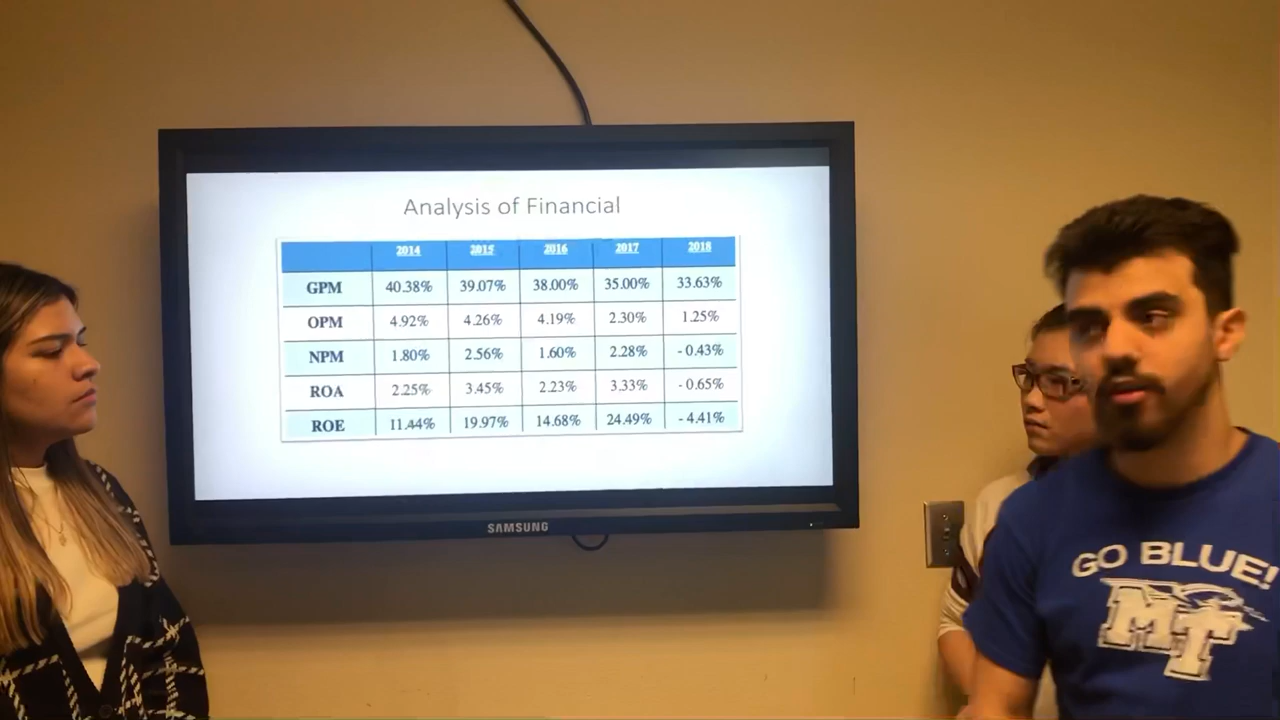 Analysis of Financial
2014 2015 2016 2017 2018
GPM 40.38% 39.07% 38.00% 35.00% 33.63%
OPM 4.92% 4.26% 4.19% 2.30% 1.25%
NPM 1.80% 2.56% 1.60% 2.28% - 0.43%
ROA 2.25% 3.45% 2.23% 3.33% - 0.65%
ROE 11.44% 19.97% 14.68% 24.49% - 4.41%
SAMSUNG
GO BLUE!
MT